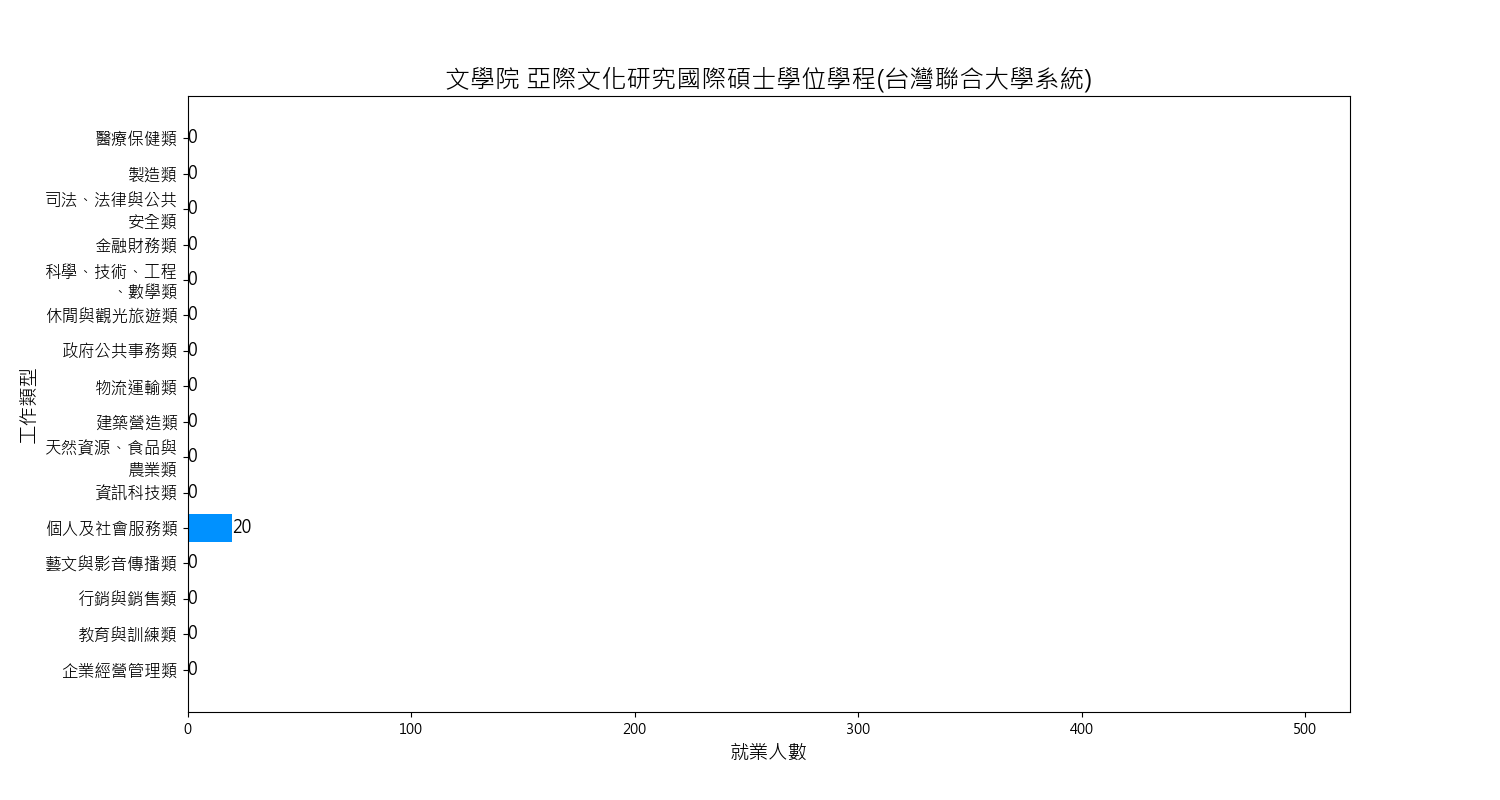 文學院 亞際文化研究國際碩士學位學程(台灣聯合大學系統)
醫療保健類 0
製造類 0
司法、法律與公共
安全類 0
金融財務類 0
科學、技術、工程
、數學類 0
休閒與觀光旅遊類 0
政府公共事務類 0
物流運輸類 0
建築營造類 0
天然資源、食品與
農業類 0
資訊科技類 0
個人及社會服務類 20
藝文與影音傳播類 0
行銷與銷售類 0
教育與訓練類 0
企業經營管理類 0
工作類型
0 100 200 300 400 500
就業人數